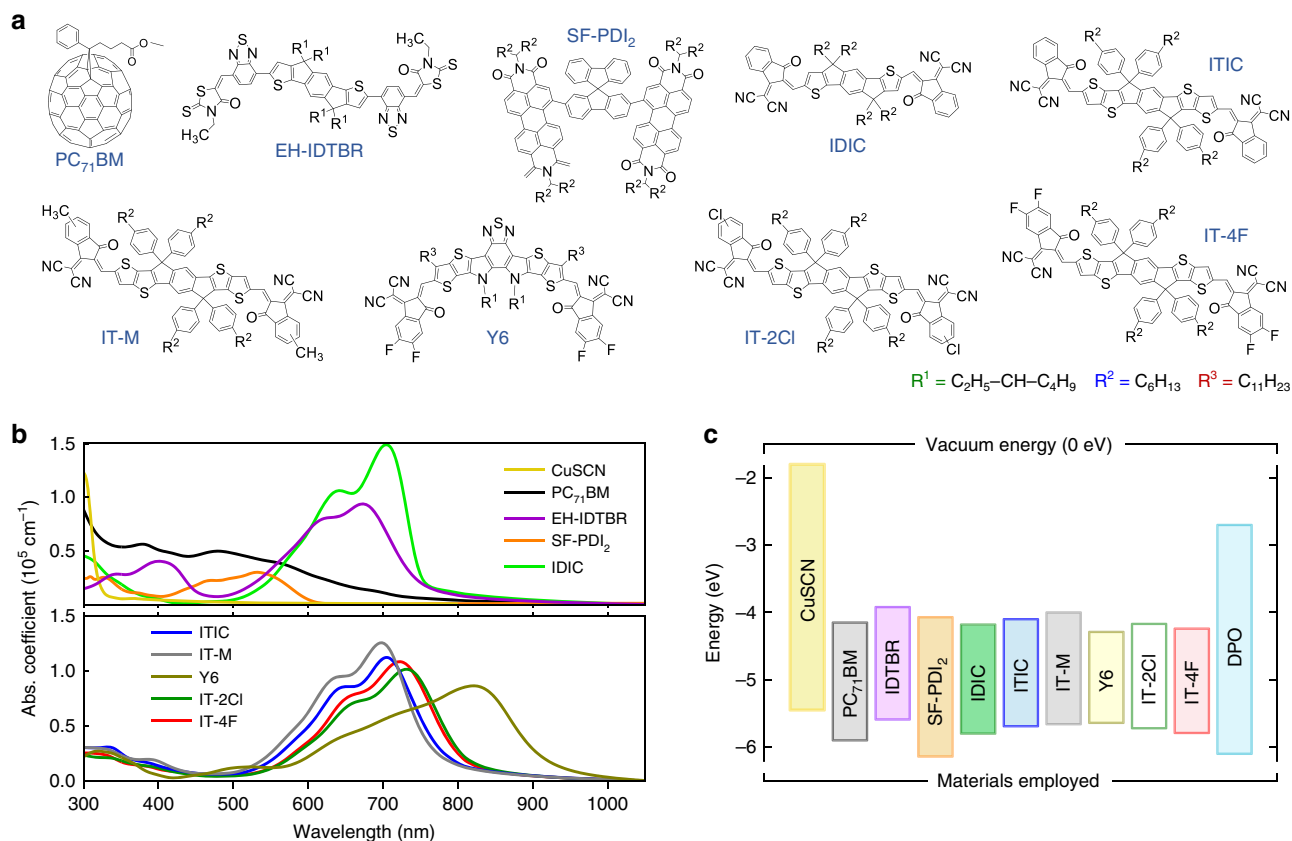 a
PC71BM
EH-IDTBR
SF-PDI2
IDIC
ITIC
IT-M
Y6
IT-2Cl
IT-4F
R1 = C2H5–CH–C4H9 R2 = C6H13 R3 = C11H23
b
1.5
1.0
0.5
CuSCN
PC71BM
EH-IDTBR
SF-PDI2
IDIC
1.5
1.0
0.5
0.0
ITIC
IT-M
Y6
IT-2Cl
IT-4F
Abs. coefficient (10^5 cm^–1)
300 400 500 600 700 800 900 1000
Wavelength (nm)
c
Vacuum energy (0 eV)
–2
–3
–4
–5
–6
Energy (eV)
CuSCN
PC71BM
IDTBR
SF-PDI2
IDIC
ITIC
IT-M
Y6
IT-2Cl
IT-4F
DPO
Materials employed